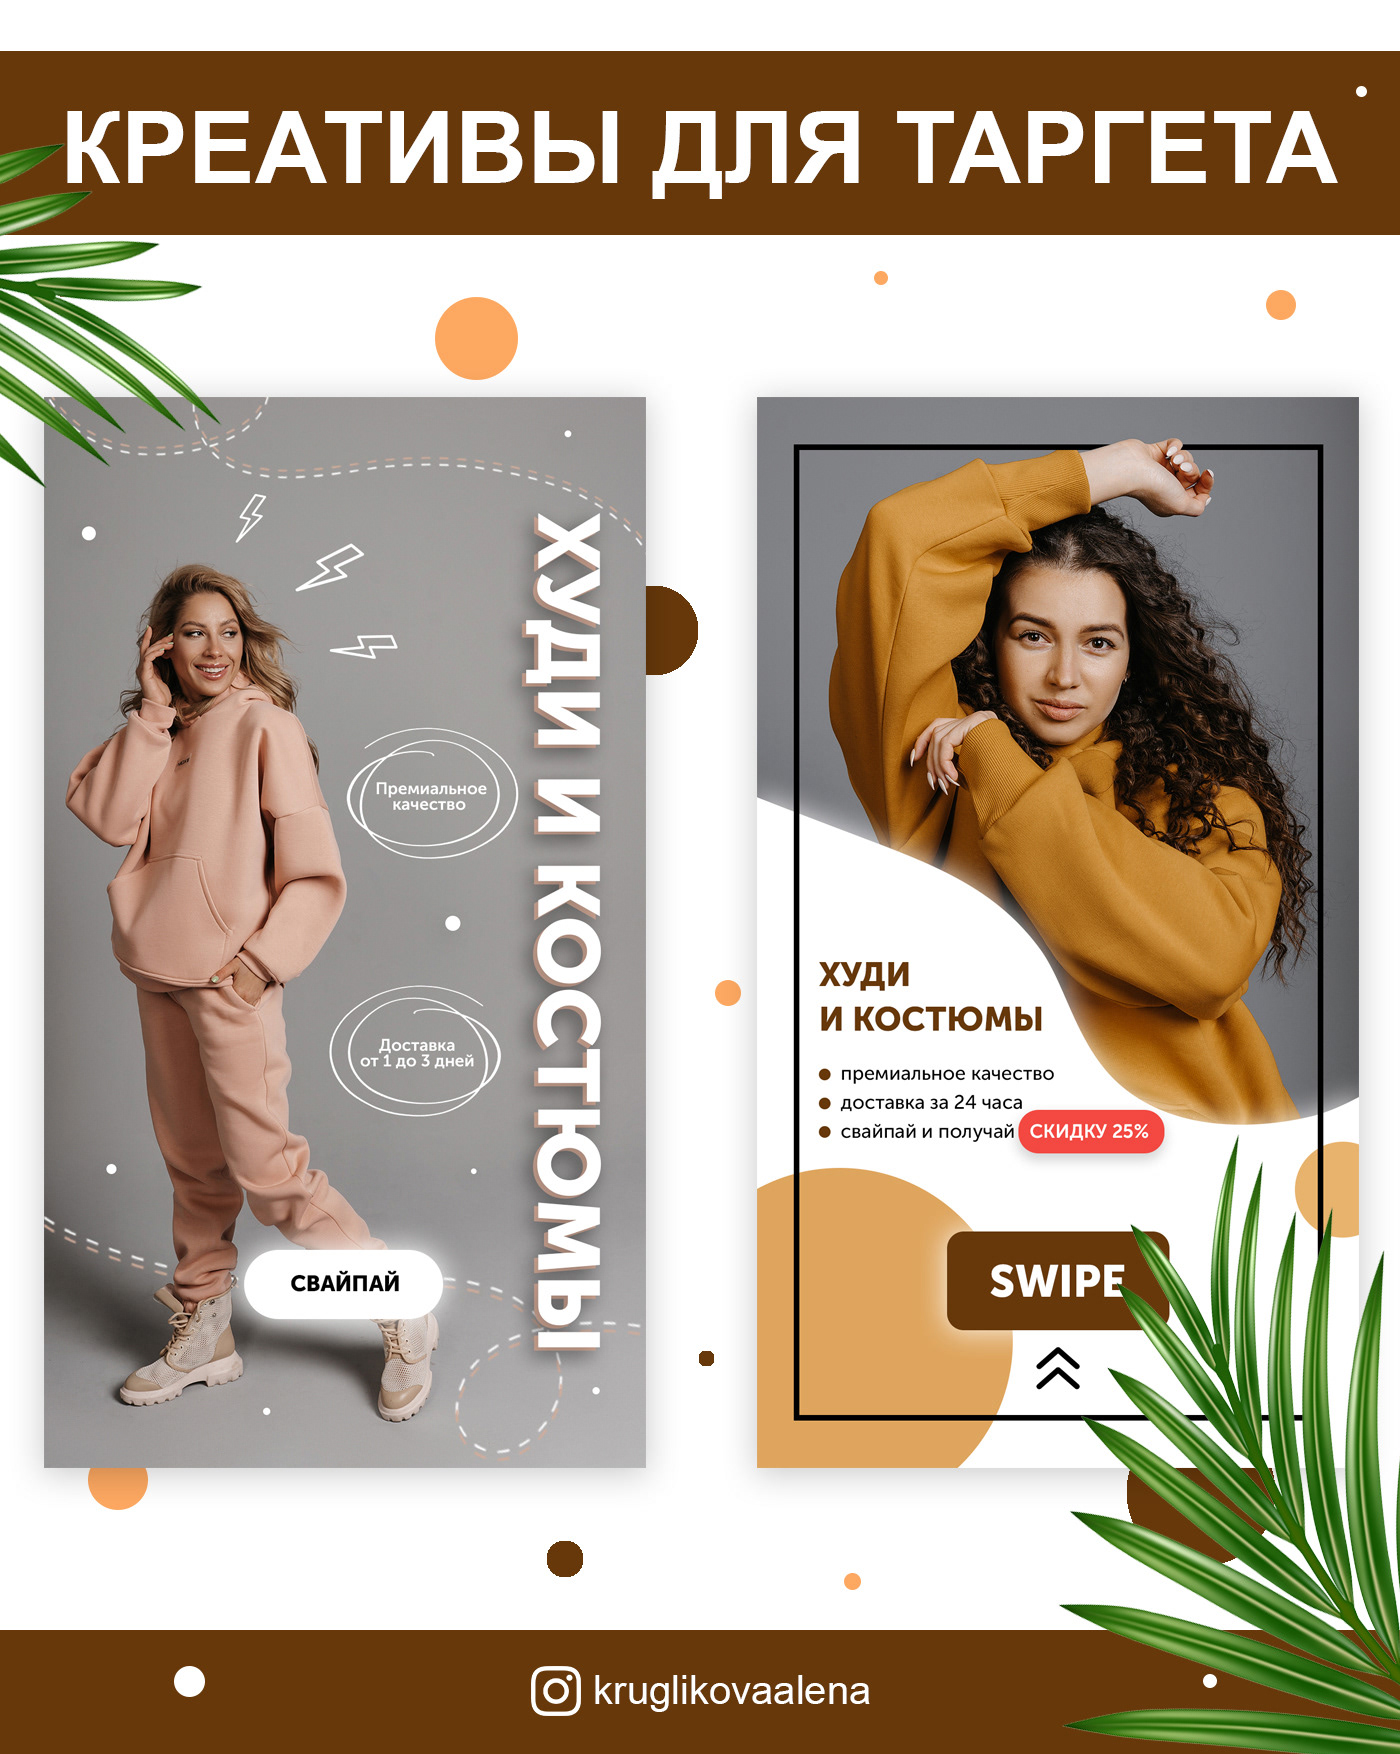 КРЕАТИВЫ ДЛЯ ТАРГЕТА
ХУДИ И КОСТЮМЫ
Премиальное
качество
Доставка
от 1 до 3 дней
СВАЙПАЙ
ХУДИ
И КОСТЮМЫ
премиальное качество
доставка за 24 часа
свайпай и получай СКИДКУ 25%
SWIPE
kruglikovaalena